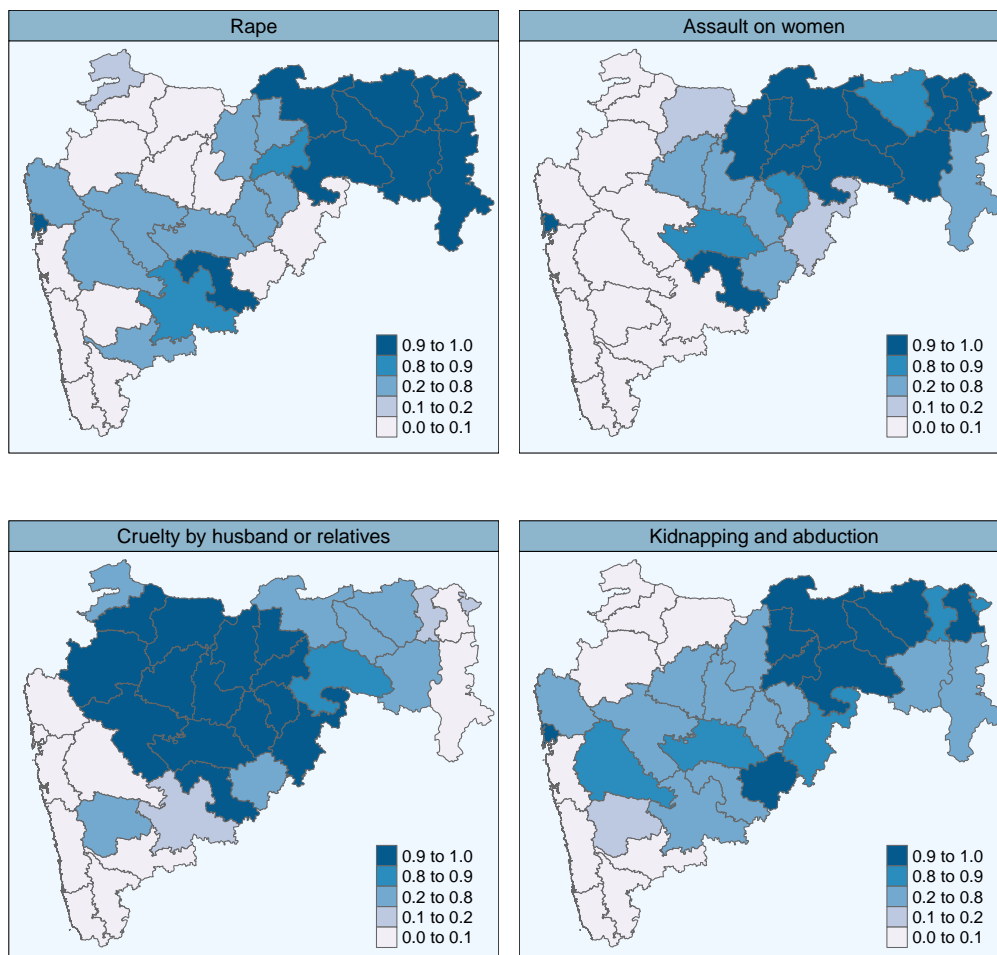 Rape
0.9 to 1.0
0.8 to 0.9
0.2 to 0.8
0.1 to 0.2
0.0 to 0.1
Assault on women
0.9 to 1.0
0.8 to 0.9
0.2 to 0.8
0.1 to 0.2
0.0 to 0.1
Cruelty by husband or relatives
0.9 to 1.0
0.8 to 0.9
0.2 to 0.8
0.1 to 0.2
0.0 to 0.1
Kidnapping and abduction
0.9 to 1.0
0.8 to 0.9
0.2 to 0.8
0.1 to 0.2
0.0 to 0.1